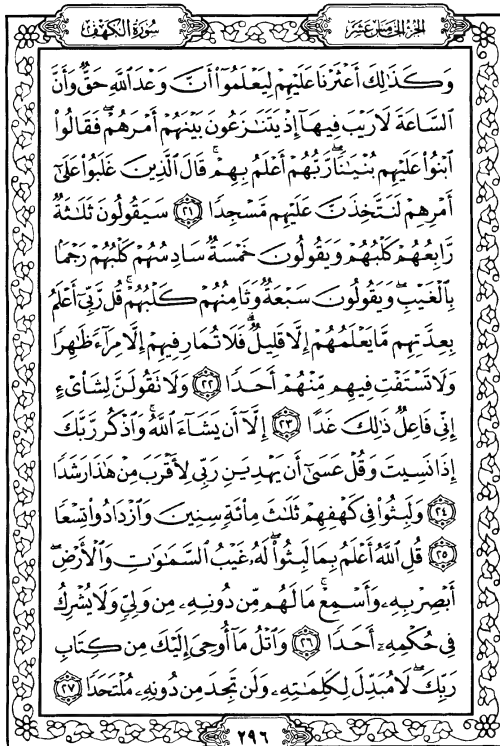 الجزء الخامس عشر
سورة الكهف
وَكَذَٰلِكَ أَعْثَرْنَا عَلَيْهِمْ لِيَعْلَمُوٓا۟ أَنَّ وَعْدَ ٱللَّهِ حَقٌّ وَأَنَّ
ٱلسَّاعَةَ لَا رَيْبَ فِيهَآ إِذْ يَتَنَٰزَعُونَ بَيْنَهُمْ أَمْرَهُمْ ۖ فَقَالُوا۟
ٱبْنُوا۟ عَلَيْهِم بُنْيَٰنًا ۖ رَّبُّهُمْ أَعْلَمُ بِهِمْ ۚ قَالَ ٱلَّذِينَ غَلَبُوا۟ عَلَىٰٓ
أَمْرِهِمْ لَنَتَّخِذَنَّ عَلَيْهِم مَّسْجِدًا ٢١ سَيَقُولُونَ ثَلَٰثَةٌ
رَّابِعُهُمْ كَلْبُهُمْ وَيَقُولُونَ خَمْسَةٌ سَادِسُهُمْ كَلْبُهُمْ رَجْمًۢا
بِٱلْغَيْبِ ۖ وَيَقُولُونَ سَبْعَةٌ وَثَامِنُهُمْ كَلْبُهُمْ ۚ قُل رَّبِّىٓ أَعْلَمُ
بِعِدَّتِهِم مَّا يَعْلَمُهُمْ إِلَّا قَلِيلٌ ۗ فَلَا تُمَارِ فِيهِمْ إِلَّا مِرَآءً ظَٰهِرًا
وَلَا تَسْتَفْتِ فِيهِم مِّنْهُمْ أَحَدًا ٢٢ وَلَا تَقُولَنَّ لِشَا۟ىْءٍ
إِنِّى فَاعِلٌ ذَٰلِكَ غَدًا ٢٣ إِلَّآ أَن يَشَآءَ ٱللَّهُ ۚ وَٱذْكُر رَّبَّكَ
إِذَا نَسِيتَ وَقُلْ عَسَىٰٓ أَن يَهْدِيَنِ رَبِّى لِأَقْرَبَ مِنْ هَٰذَا رَشَدًا
٢٤ وَلَبِثُوا۟ فِى كَهْفِهِمْ ثَلَٰثَ مِا۟ئَةٍ سِنِينَ وَٱزْدَادُوا۟ تِسْعًا
٢٥ قُلِ ٱللَّهُ أَعْلَمُ بِمَا لَبِثُوا۟ ۖ لَهُۥ غَيْبُ ٱلسَّمَٰوَٰتِ وَٱلْأَرْضِ ۖ
أَبْصِرْ بِهِۦ وَأَسْمِعْ ۚ مَا لَهُم مِّن دُونِهِۦ مِن وَلِىٍّ وَلَا يُشْرِكُ
فِى حُكْمِهِۦٓ أَحَدًا ٢٦ وَٱتْلُ مَآ أُوحِىَ إِلَيْكَ مِن كِتَابِ
رَبِّكَ ۖ لَا مُبَدِّلَ لِكَلِمَٰتِهِۦ وَلَن تَجِدَ مِن دُونِهِۦ مُلْتَحَدًا ٢٧
٢٩٦